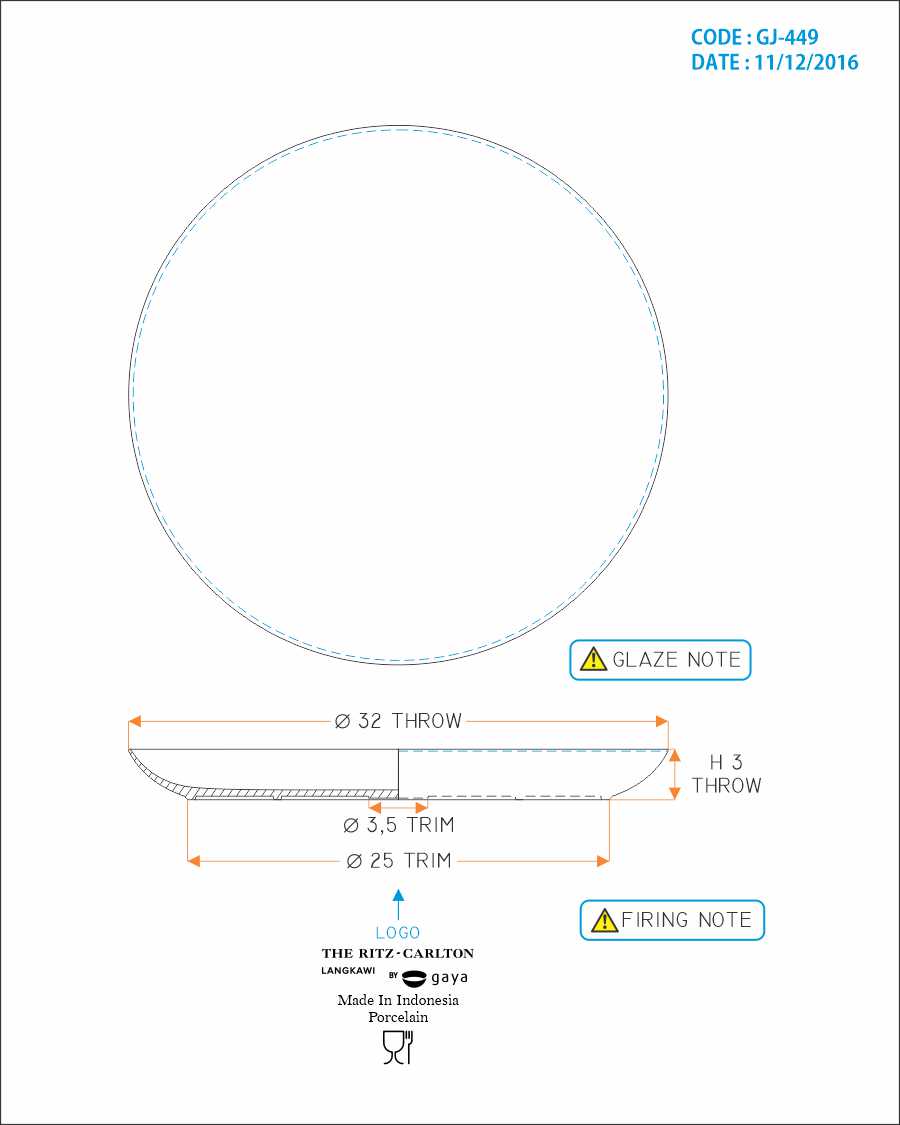 CODE : GJ-449
DATE : 11/12/2016
GLAZE NOTE
Ø 32 THROW
H 3
THROW
Ø 3,5 TRIM
Ø 25 TRIM
FIRING NOTE
LOGO
THE RITZ-CARLTON
LANGKAWI BY gaya
Made In Indonesia
Porcelain